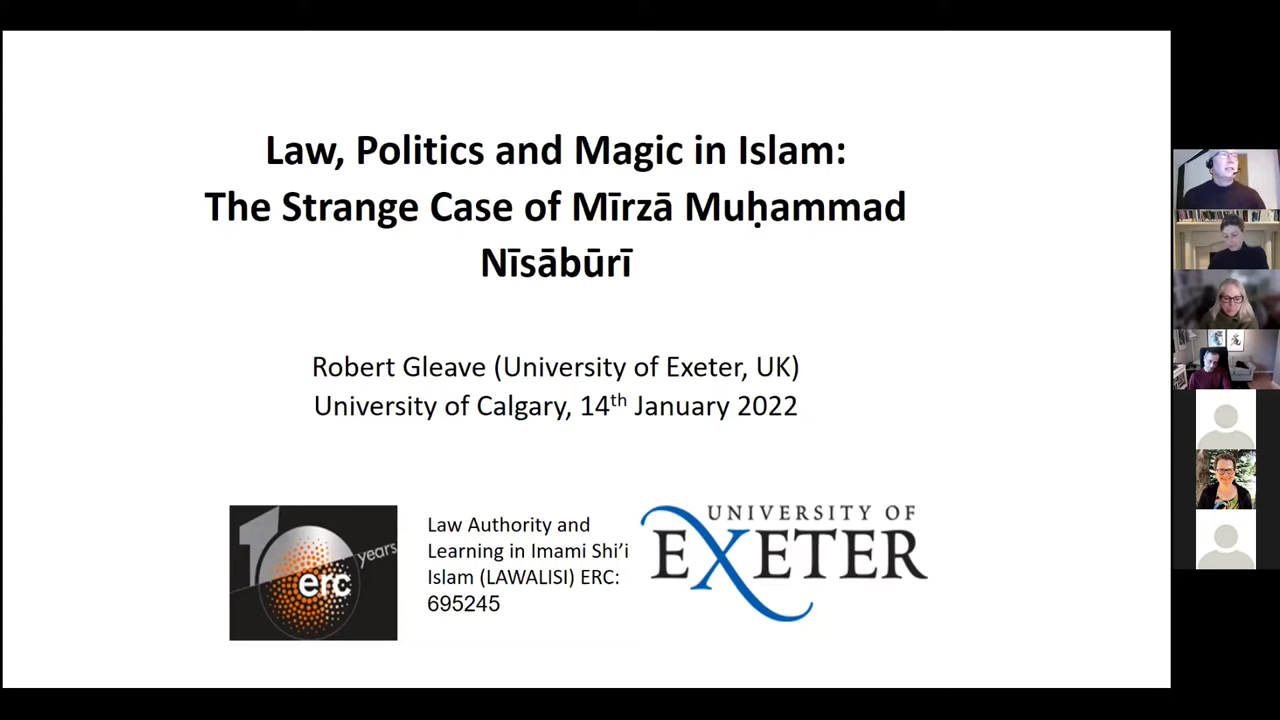 Law, Politics and Magic in Islam:
The Strange Case of Mīrzā Muḥammad
Nīsābūrī
Robert Gleave (University of Exeter, UK)
University of Calgary, 14th January 2022
10 years
erc
Law Authority and
Learning in Imami Shi’i
Islam (LAWALISI) ERC:
695245
UNIVERSITY OF
EXETER